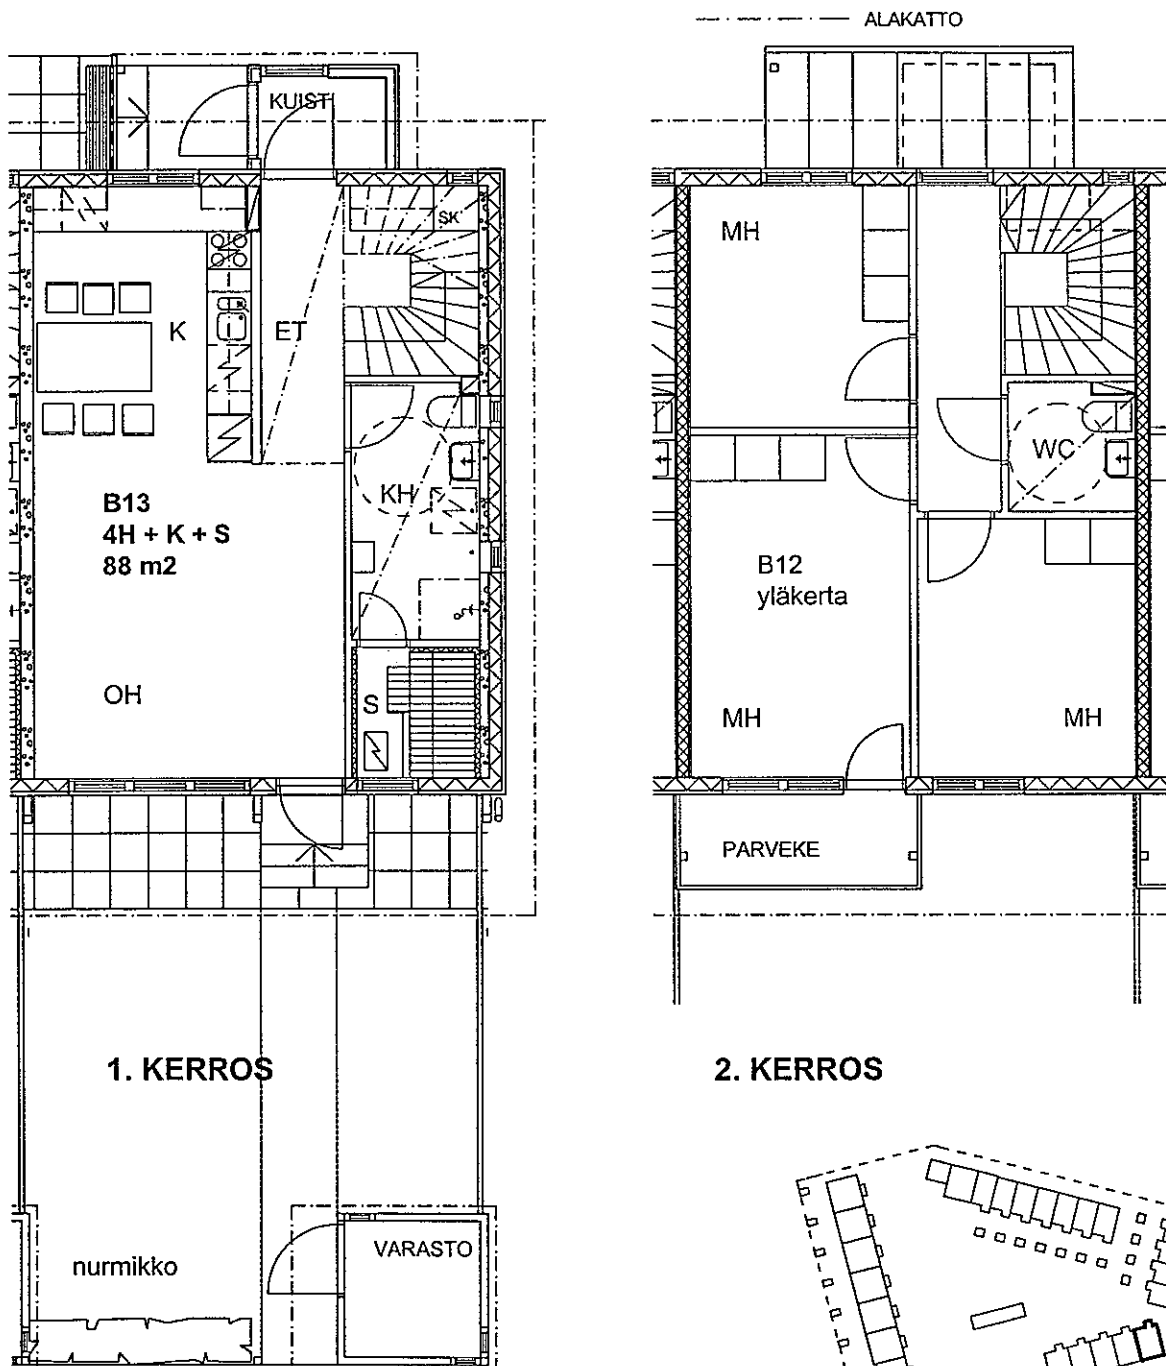 ALAKATTO
KUISTI
SK
K
ET
KH
B13
4H + K + S
88 m2
OH
S
1. KERROS
nurmikko
VARASTO
MH
WC
B12
yläkerta
MH
MH
PARVEKE
2. KERROS